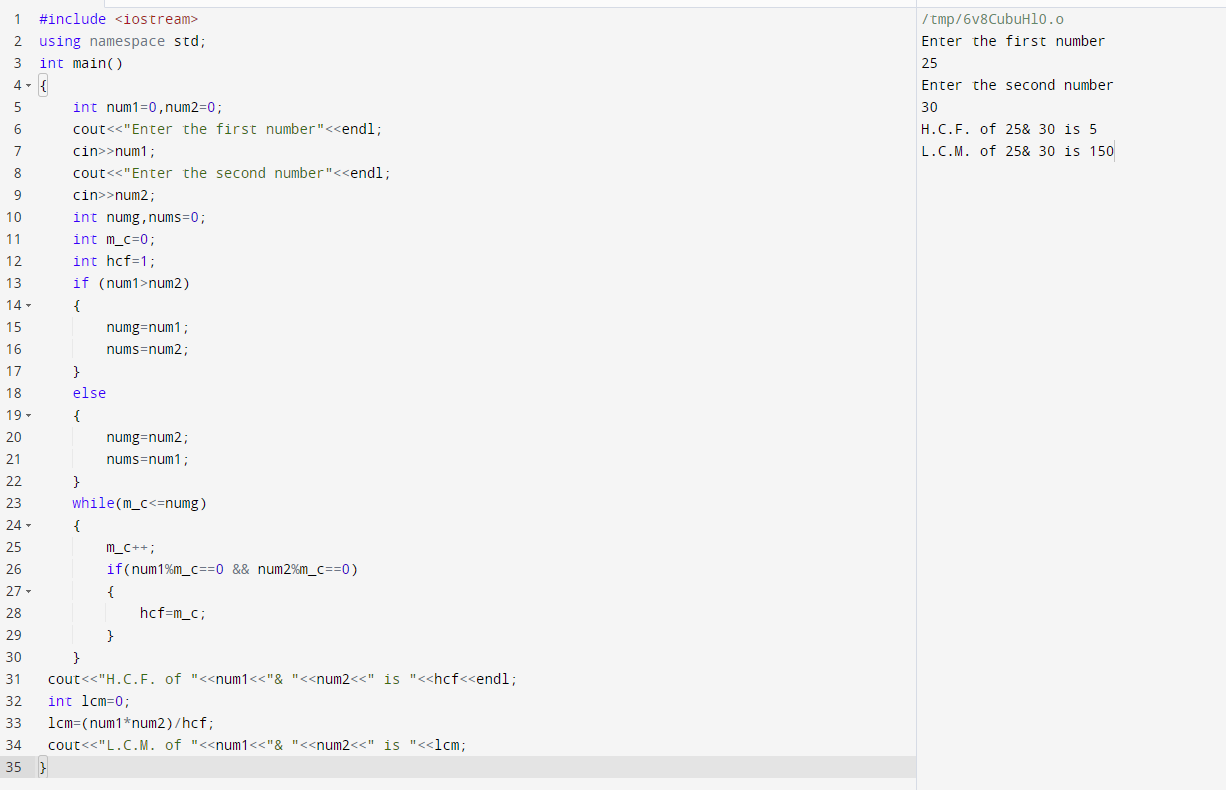 1 #include <iostream>
2 using namespace std;
3 int main()
4 {
5 int num1=0,num2=0;
6 cout<<"Enter the first number"<<endl;
7 cin>>num1;
8 cout<<"Enter the second number"<<endl;
9 cin>>num2;
10 int numg,nums=0;
11 int m_c=0;
12 int hcf=1;
13 if (num1>num2)
14 {
15 numg=num1;
16 nums=num2;
17 }
18 else
19 {
20 numg=num2;
21 nums=num1;
22 }
23 while(m_c<=numg)
24 {
25 m_c++;
26 if(num1%m_c==0 && num2%m_c==0)
27 {
28 hcf=m_c;
29 }
30 }
31 cout<<"H.C.F. of "<<num1<<"& "<<num2<<" is "<<hcf<<endl;
32 int lcm=0;
33 lcm=(num1*num2)/hcf;
34 cout<<"L.C.M. of "<<num1<<"& "<<num2<<" is "<<lcm;
35 }
/tmp/6v8CubuHl0.o
Enter the first number
25
Enter the second number
30
H.C.F. of 25& 30 is 5
L.C.M. of 25& 30 is 150